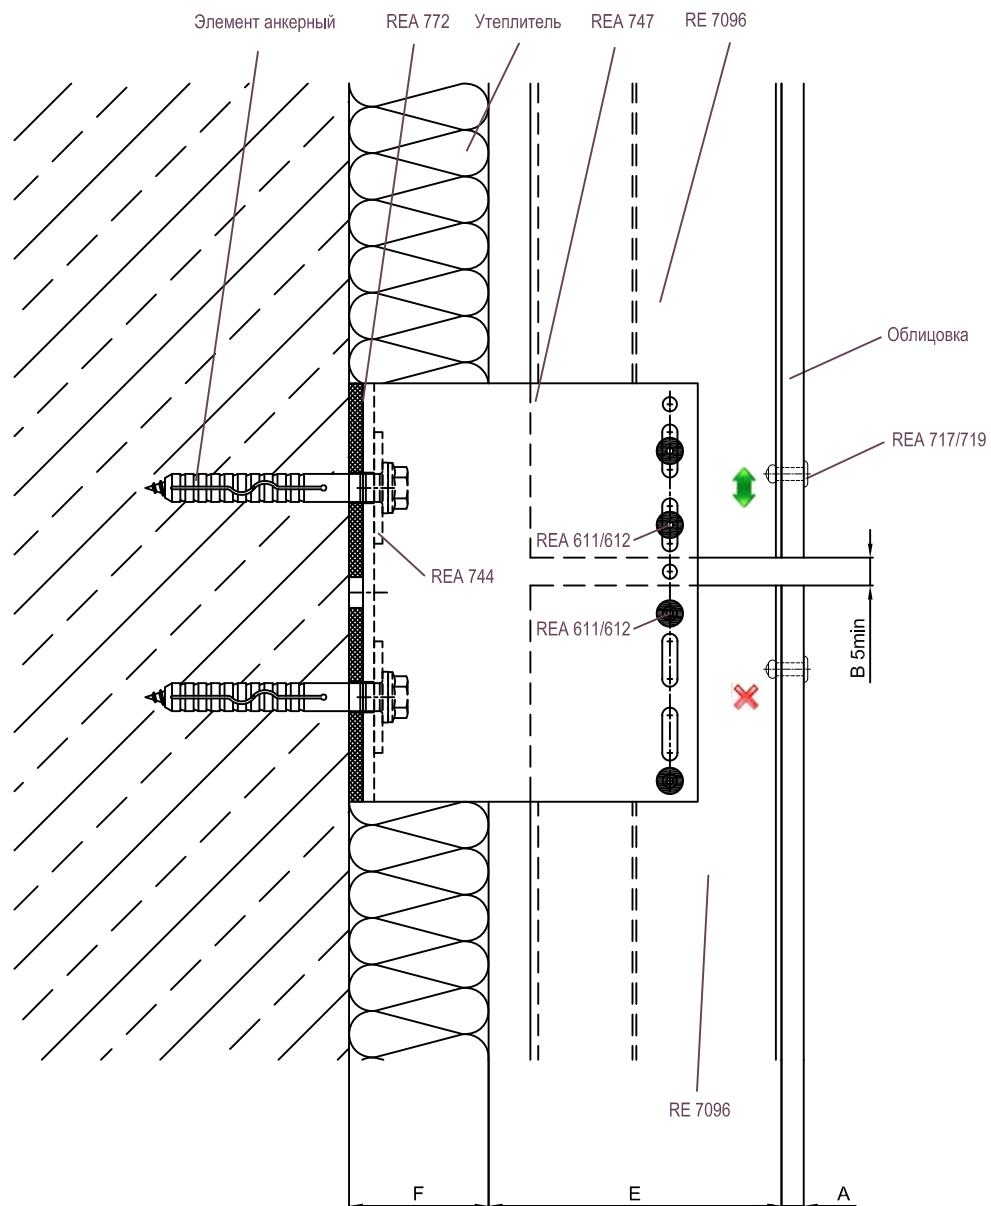 Элемент анкерный
REA 772
Утеплитель
REA 747
RE 7096
Облицовка
REA 717/719
REA 611/612
REA 744
REA 611/612
B 5min
RE 7096
F
E
A